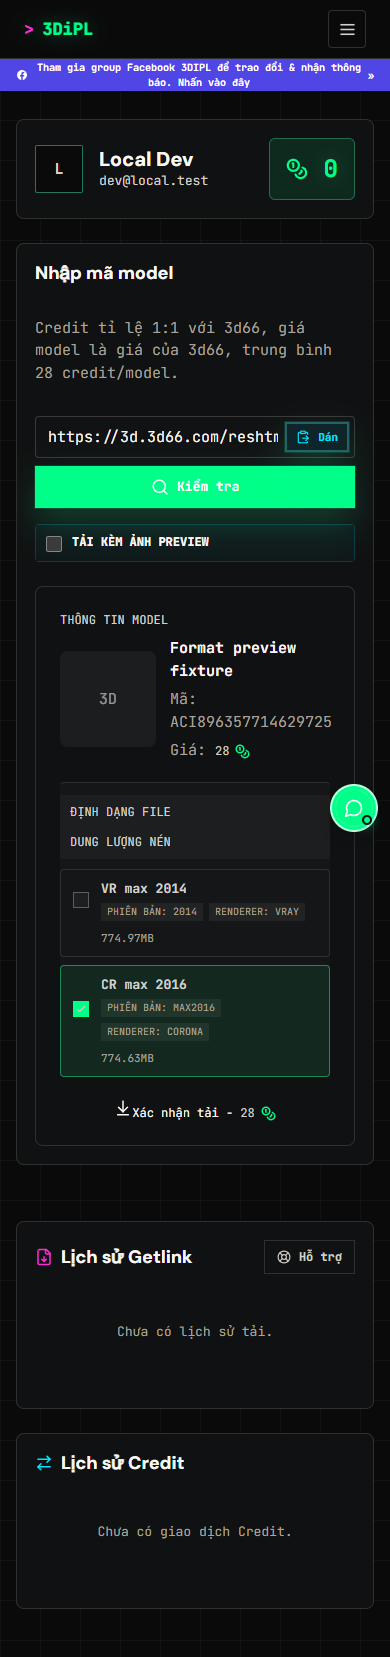 > 3DiPL
Tham gia group Facebook 3DIPL để trao đổi & nhận thông
báo. Nhấn vào đây
»
L
Local Dev
dev@local.test
0
Nhập mã model
Credit tỉ lệ 1:1 với 3d66, giá
model là giá của 3d66, trung bình
28 credit/model.
https://3d.3d66.com/reshtm
Dán
Kiểm tra
TẢI KÈM ẢNH PREVIEW
THÔNG TIN MODEL
3D
Format preview
fixture
Mã:
ACI896357714629725
Giá: 28
ĐỊNH DẠNG FILE
DUNG LƯỢNG NÉN
VR max 2014
PHIÊN BẢN: 2014 RENDERER: VRAY
774.97MB
CR max 2016
PHIÊN BẢN: MAX2016
RENDERER: CORONA
774.63MB
Xác nhận tải - 28
Lịch sử Getlink
Hỗ trợ
Chưa có lịch sử tải.
Lịch sử Credit
Chưa có giao dịch Credit.